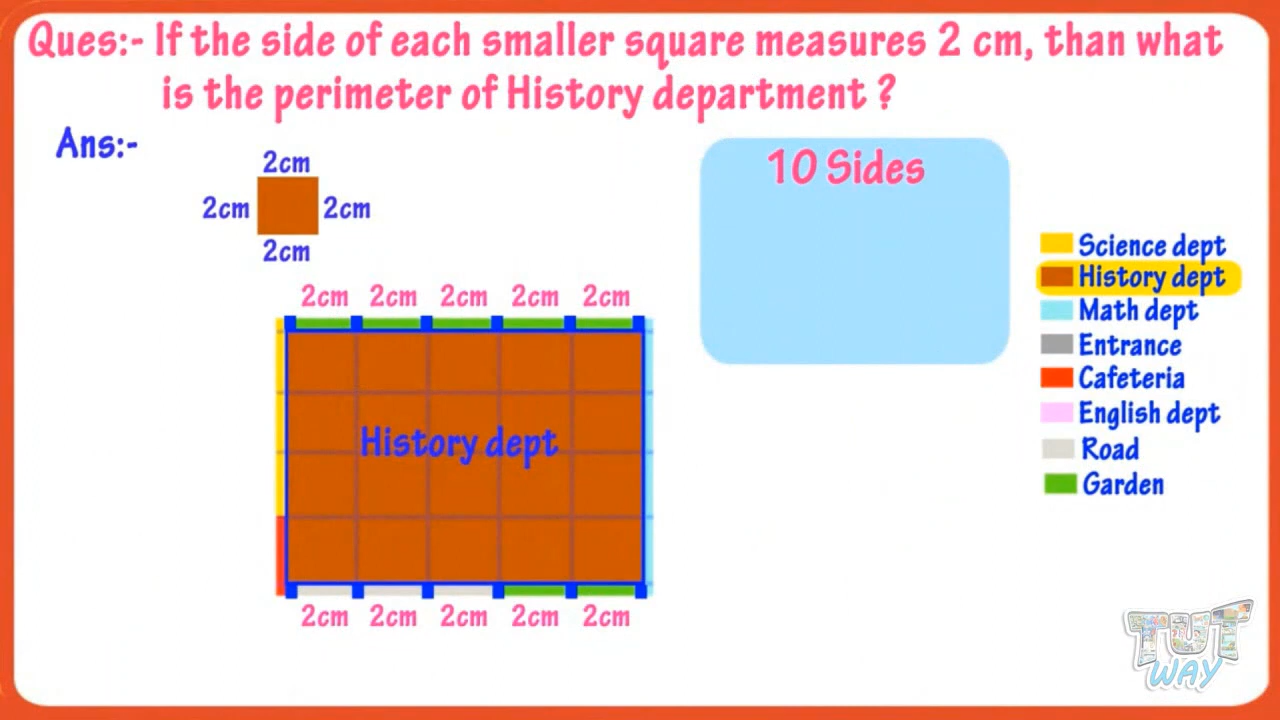 Ques:- If the side of each smaller square measures 2 cm, than what
is the perimeter of History department ?
Ans:-
2cm
2cm 2cm
2cm
10 Sides
Science dept
History dept
Math dept
Entrance
Cafeteria
English dept
Road
Garden
2cm 2cm 2cm 2cm 2cm
History dept
2cm 2cm 2cm 2cm 2cm
TUT
WAY